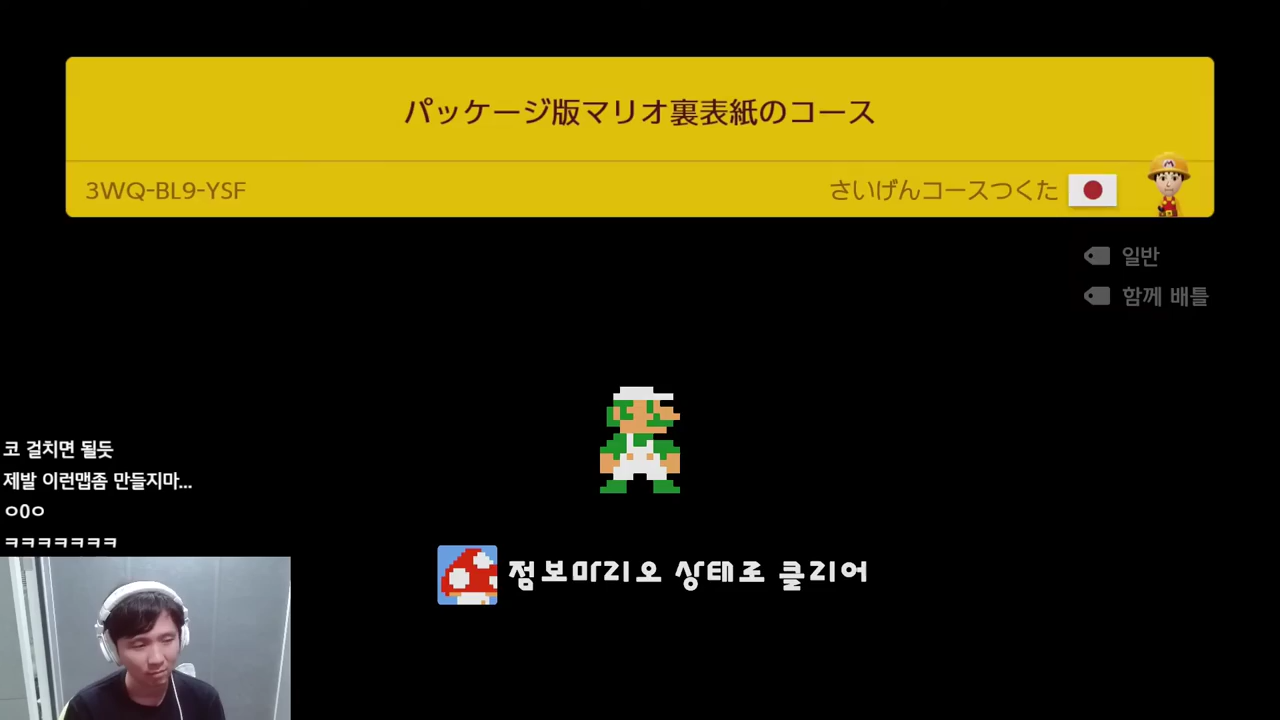 パッケージ版マリオ裏表紙のコース
3WQ-BL9-YSF
さいげんコースつくた
일반
함께 배틀
코 걸치면 될듯
제발 이런맵좀 만들지마...
ㅇ0ㅇ
ㅋㅋㅋㅋㅋㅋㅋ
점보마리오 상태로 클리어